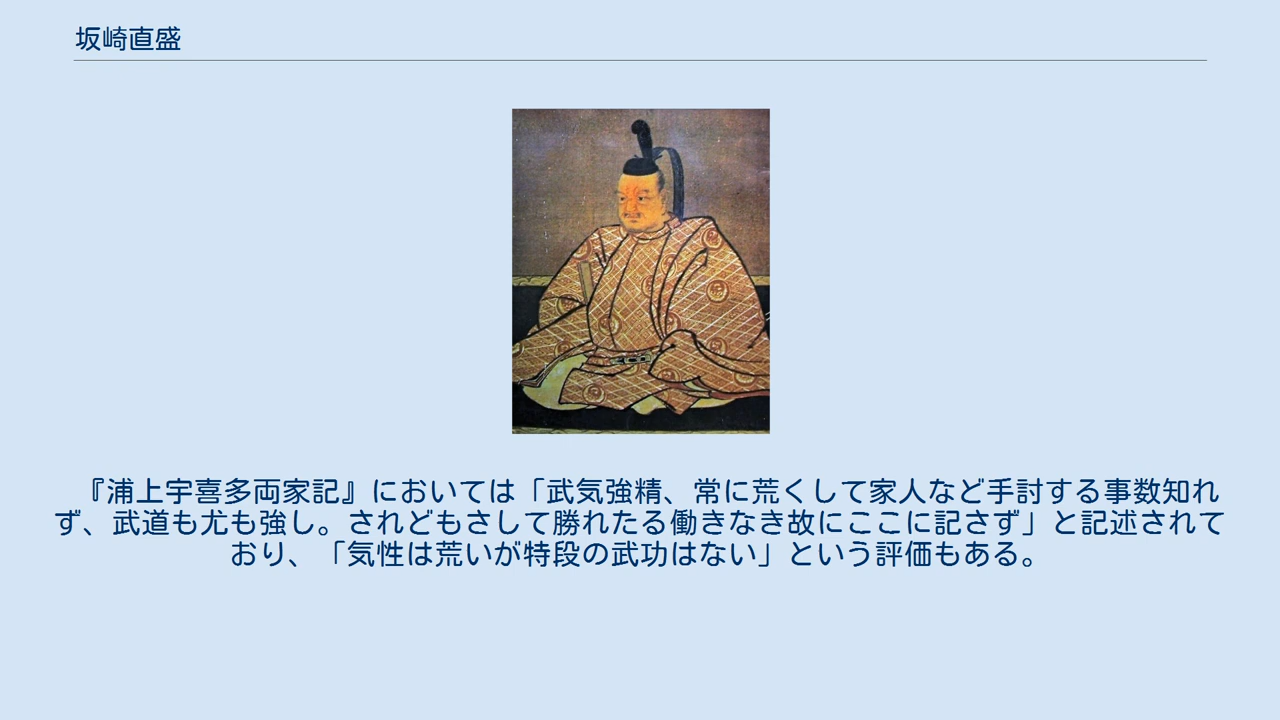 坂崎直盛
『浦上宇喜多両家記』においては「武気強精、常に荒くして家人など手討する事数知れ
ず、武道も尤も強し。されどもさして勝れたる働きなき故にここに記さず」と記述されて
おり、「気性は荒いが特段の武功はない」という評価もある。